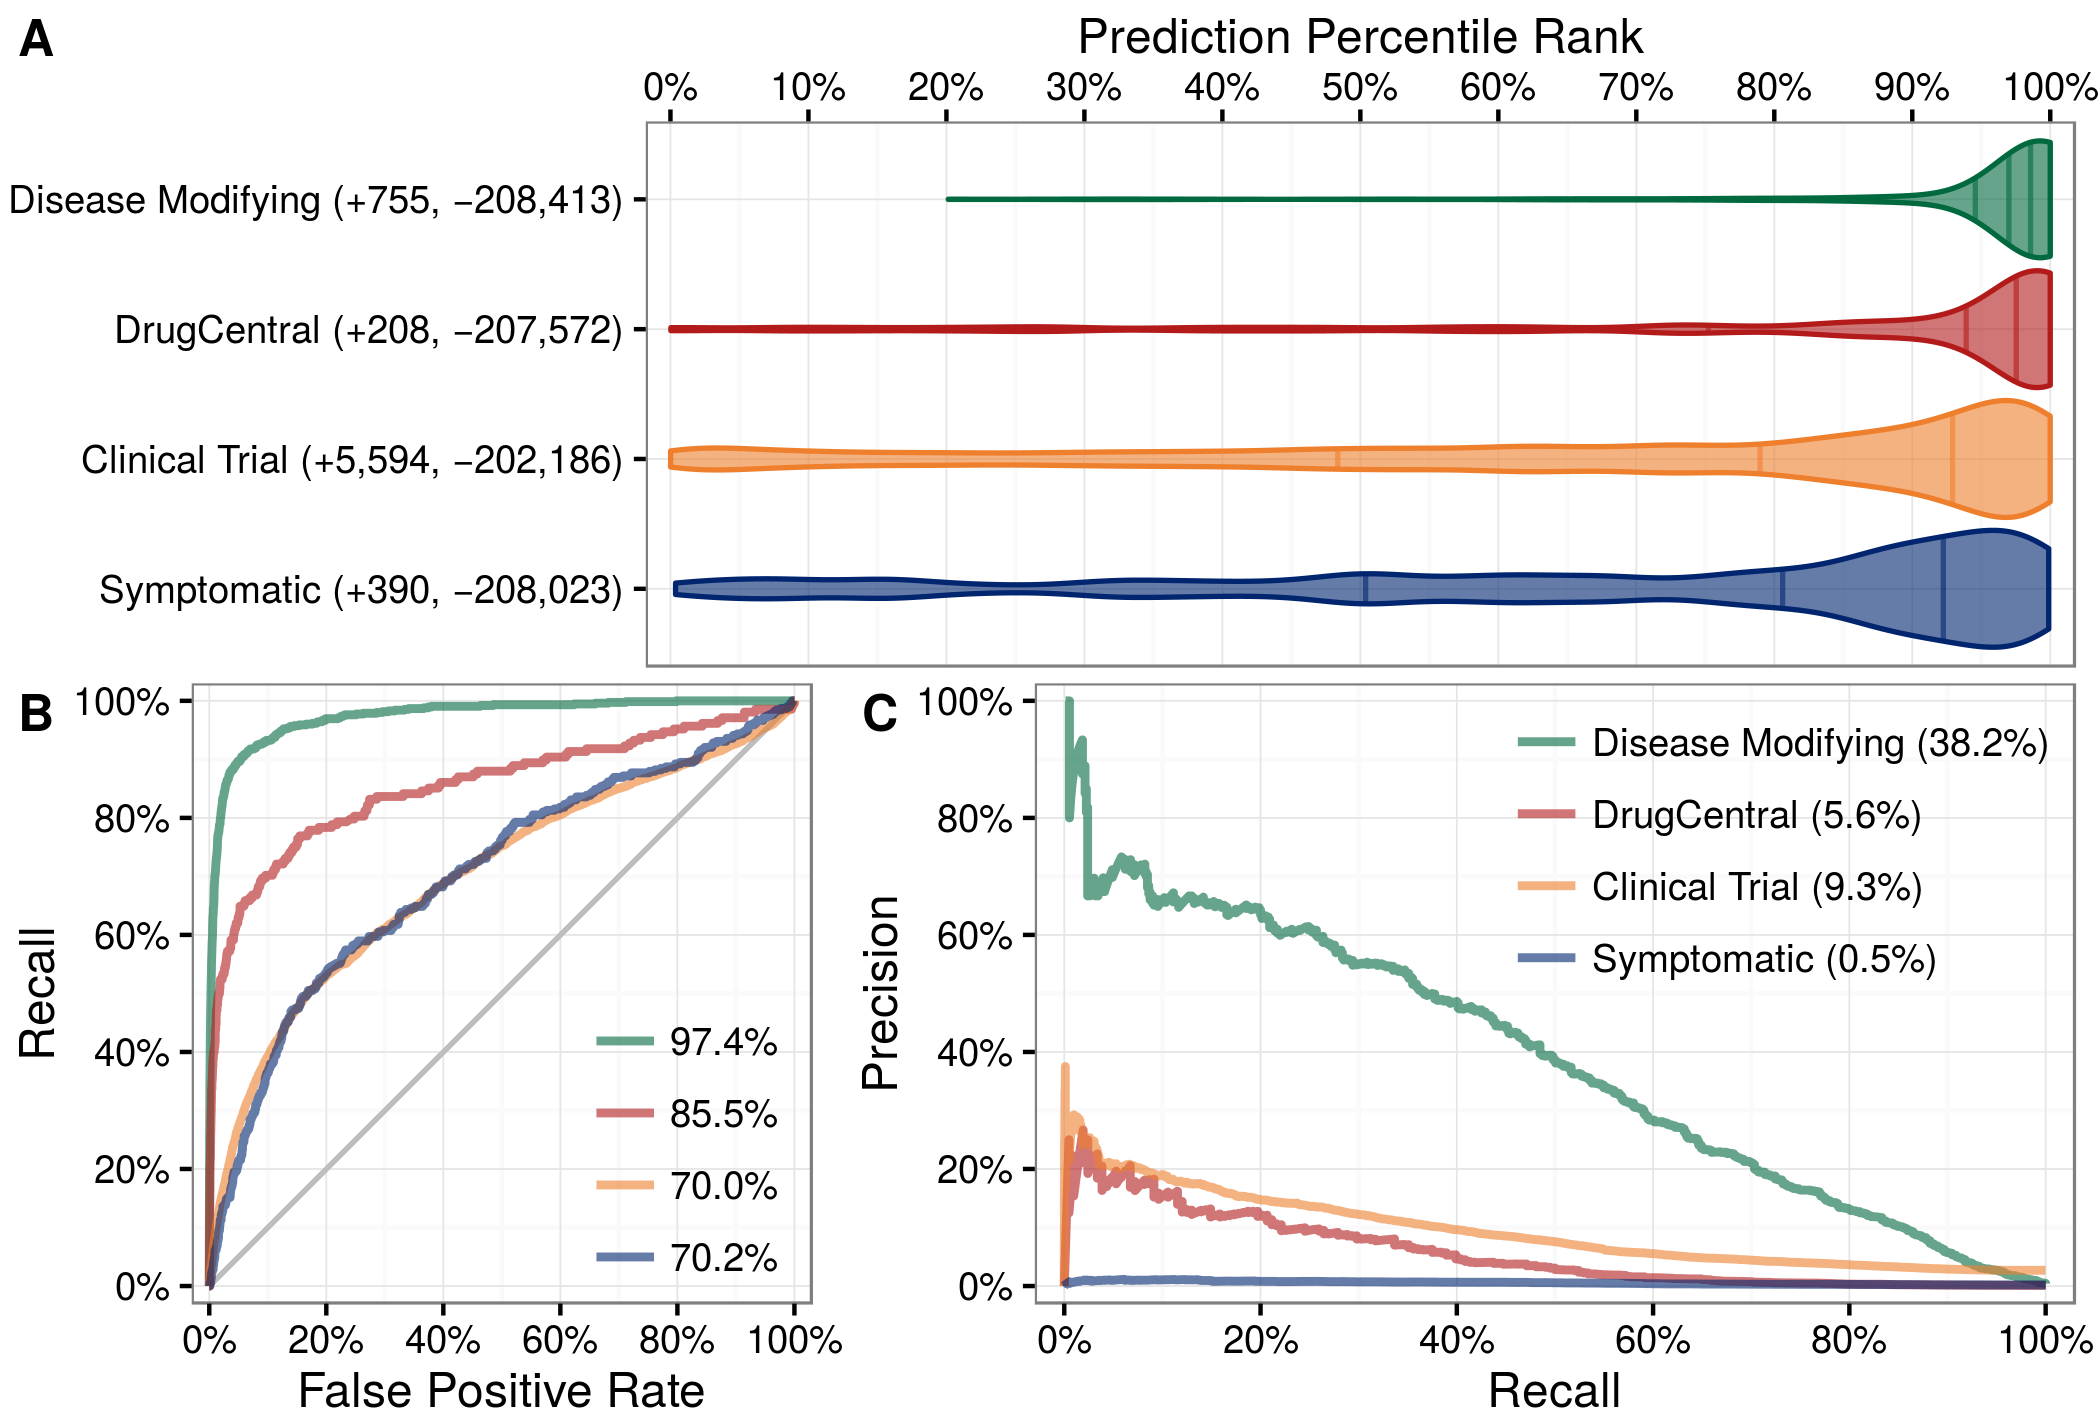 A
Prediction Percentile Rank
0% 10% 20% 30% 40% 50% 60% 70% 80% 90% 100%
Disease Modifying (+755, −208,413)
DrugCentral (+208, −207,572)
Clinical Trial (+5,594, −202,186)
Symptomatic (+390, −208,023)
B
100%
80%
60%
40%
20%
0%
Recall
97.4%
85.5%
70.0%
70.2%
0% 20% 40% 60% 80% 100%
False Positive Rate
C
100%
80%
60%
40%
20%
0%
Precision
Disease Modifying (38.2%)
DrugCentral (5.6%)
Clinical Trial (9.3%)
Symptomatic (0.5%)
0% 20% 40% 60% 80% 100%
Recall